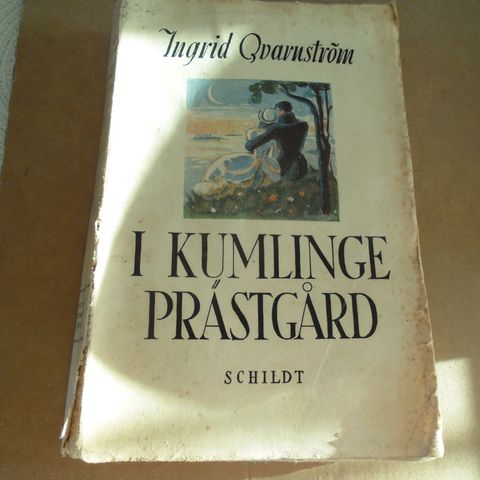 Ingrid Qvarnström
I KUMLINGE
PRÄSTGÅRD
SCHILDT